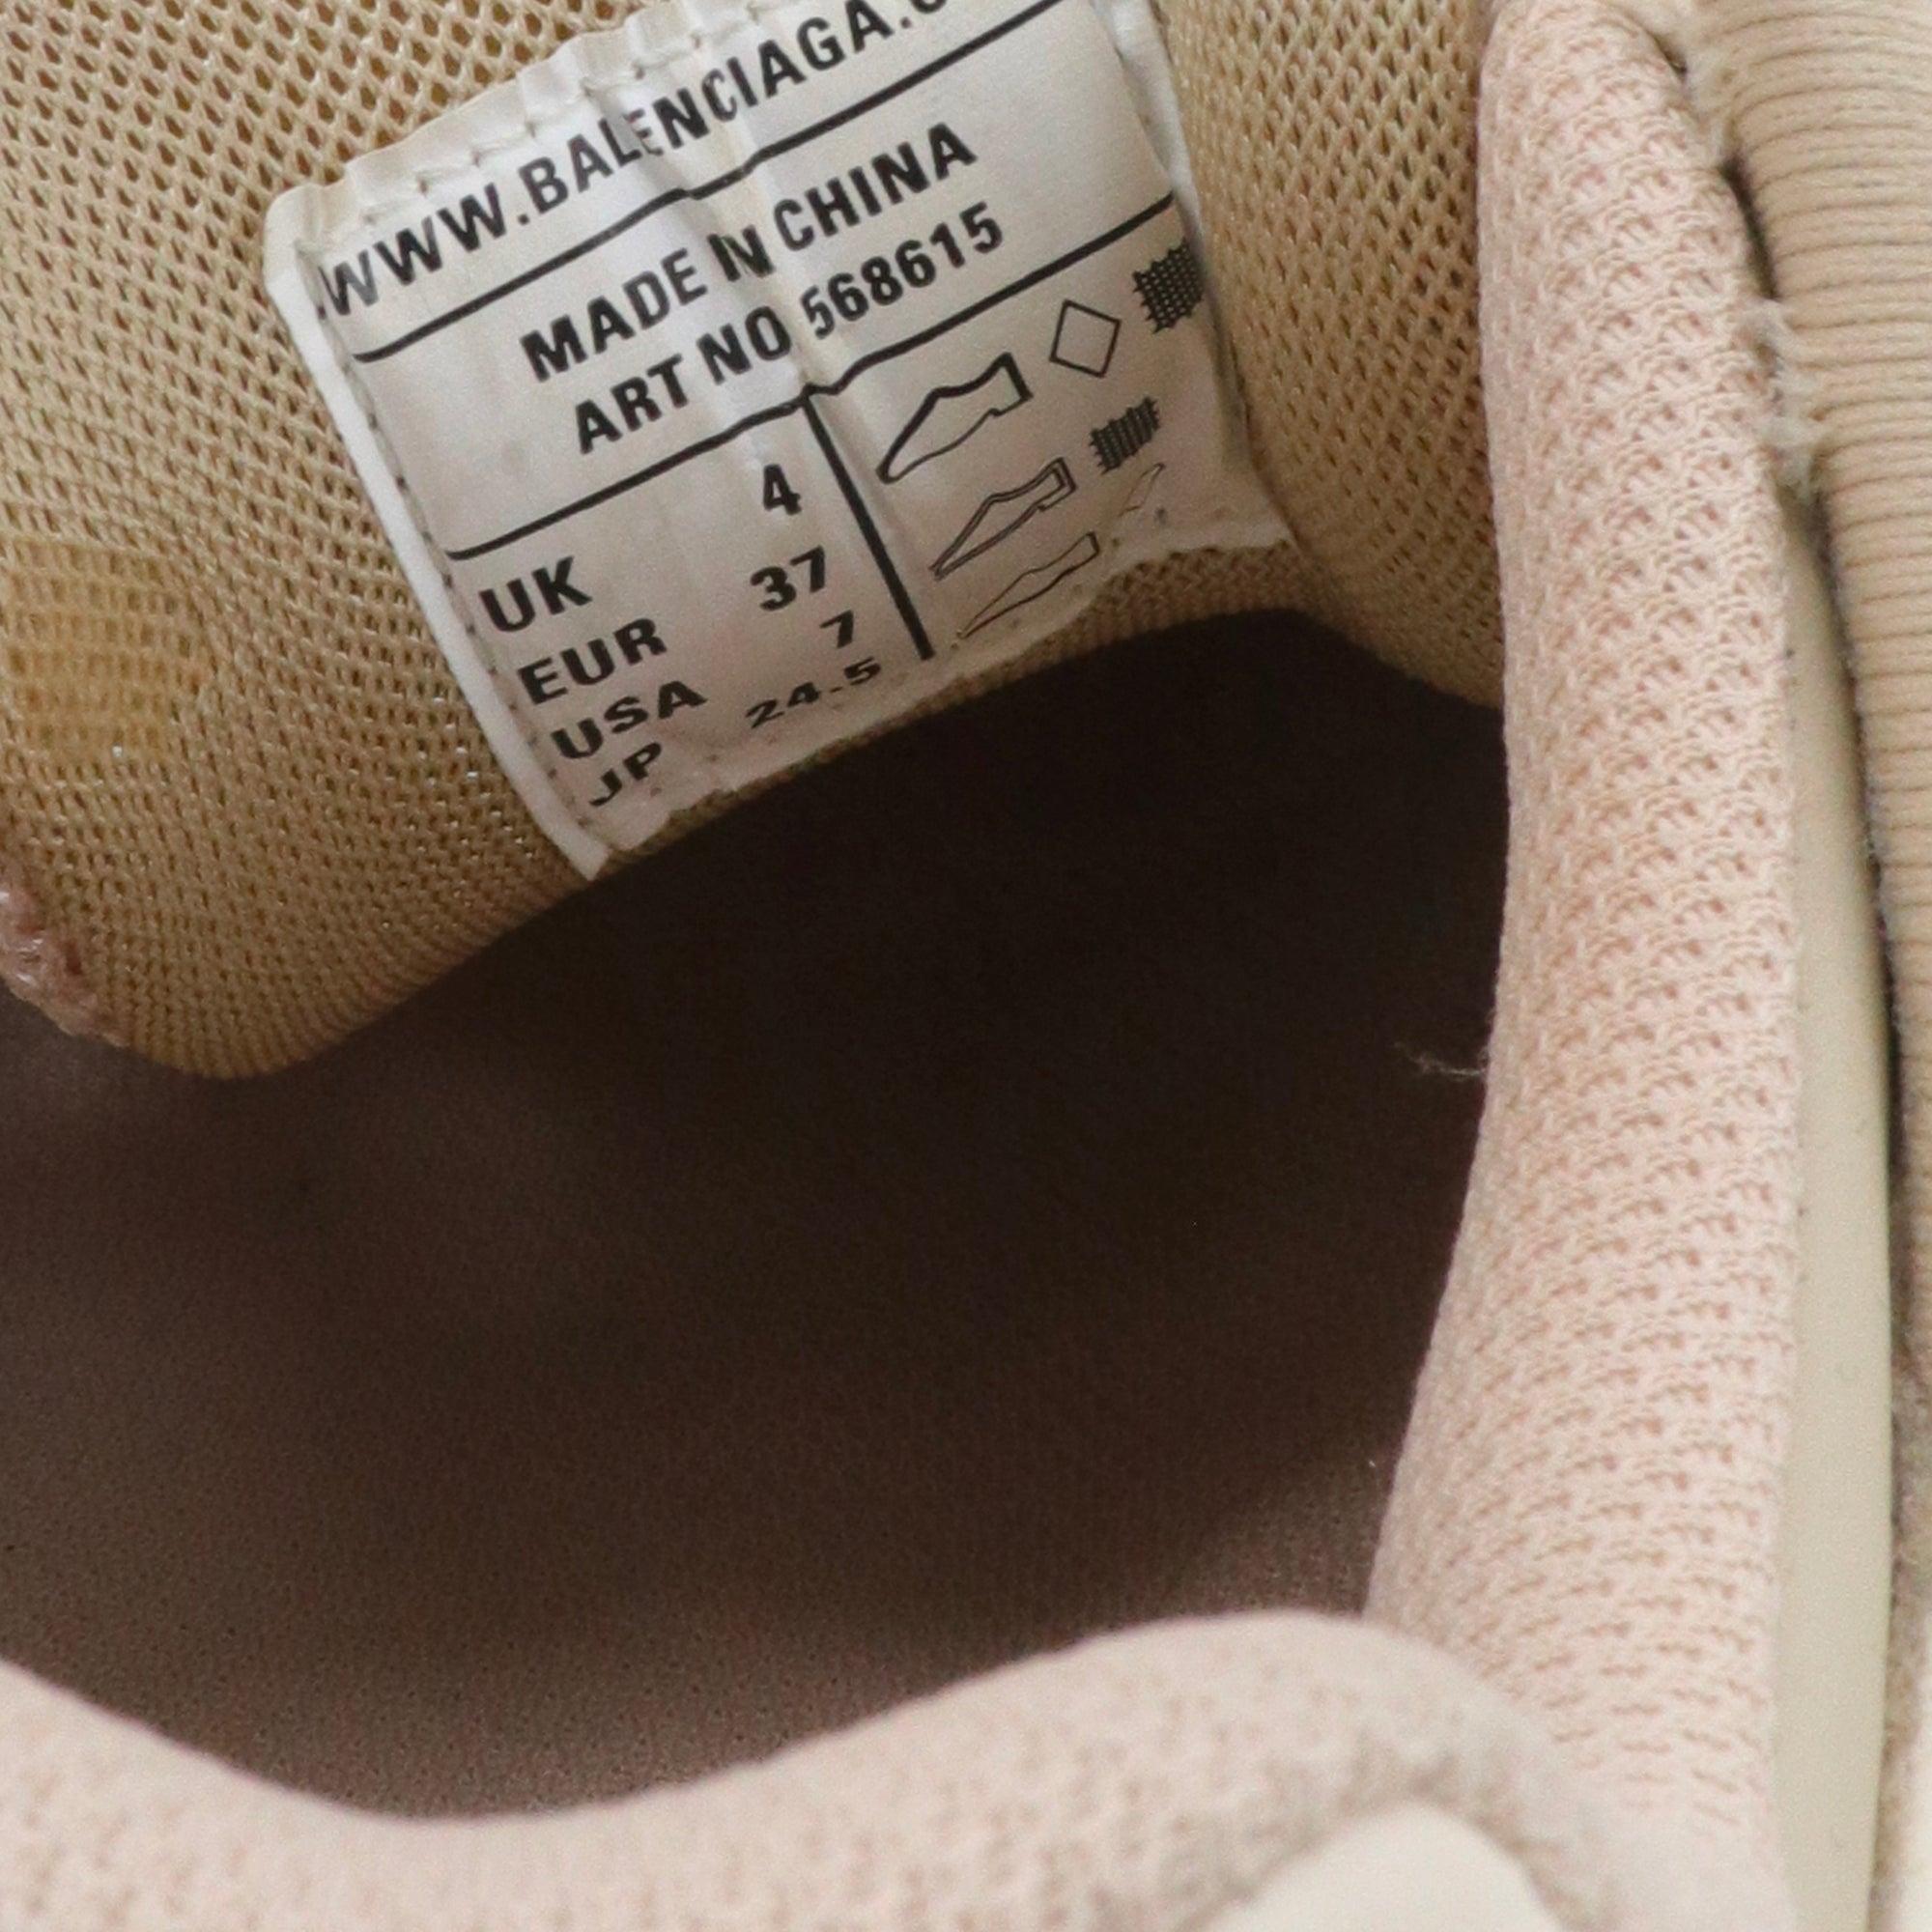 WWW.BALENCIAGA.
MADE IN CHINA
ART NO 568615
UK 4
EUR 37
USA 7
JP 24.5